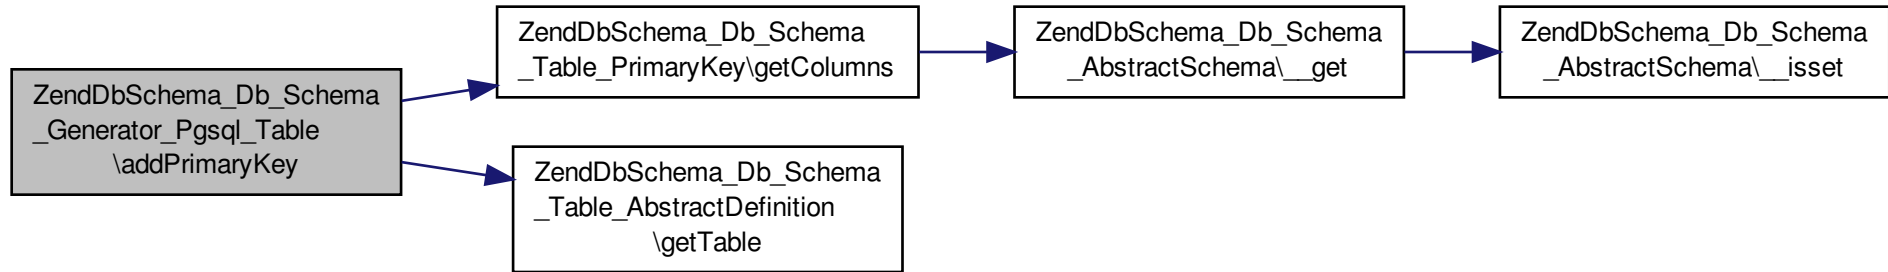 ZendDbSchema_Db_Schema
_Generator_Pgsql_Table
\addPrimaryKey
ZendDbSchema_Db_Schema
_Table_PrimaryKey\getColumns
ZendDbSchema_Db_Schema
_AbstractSchema\__get
ZendDbSchema_Db_Schema
_AbstractSchema\__isset
ZendDbSchema_Db_Schema
_Table_AbstractDefinition
\getTable